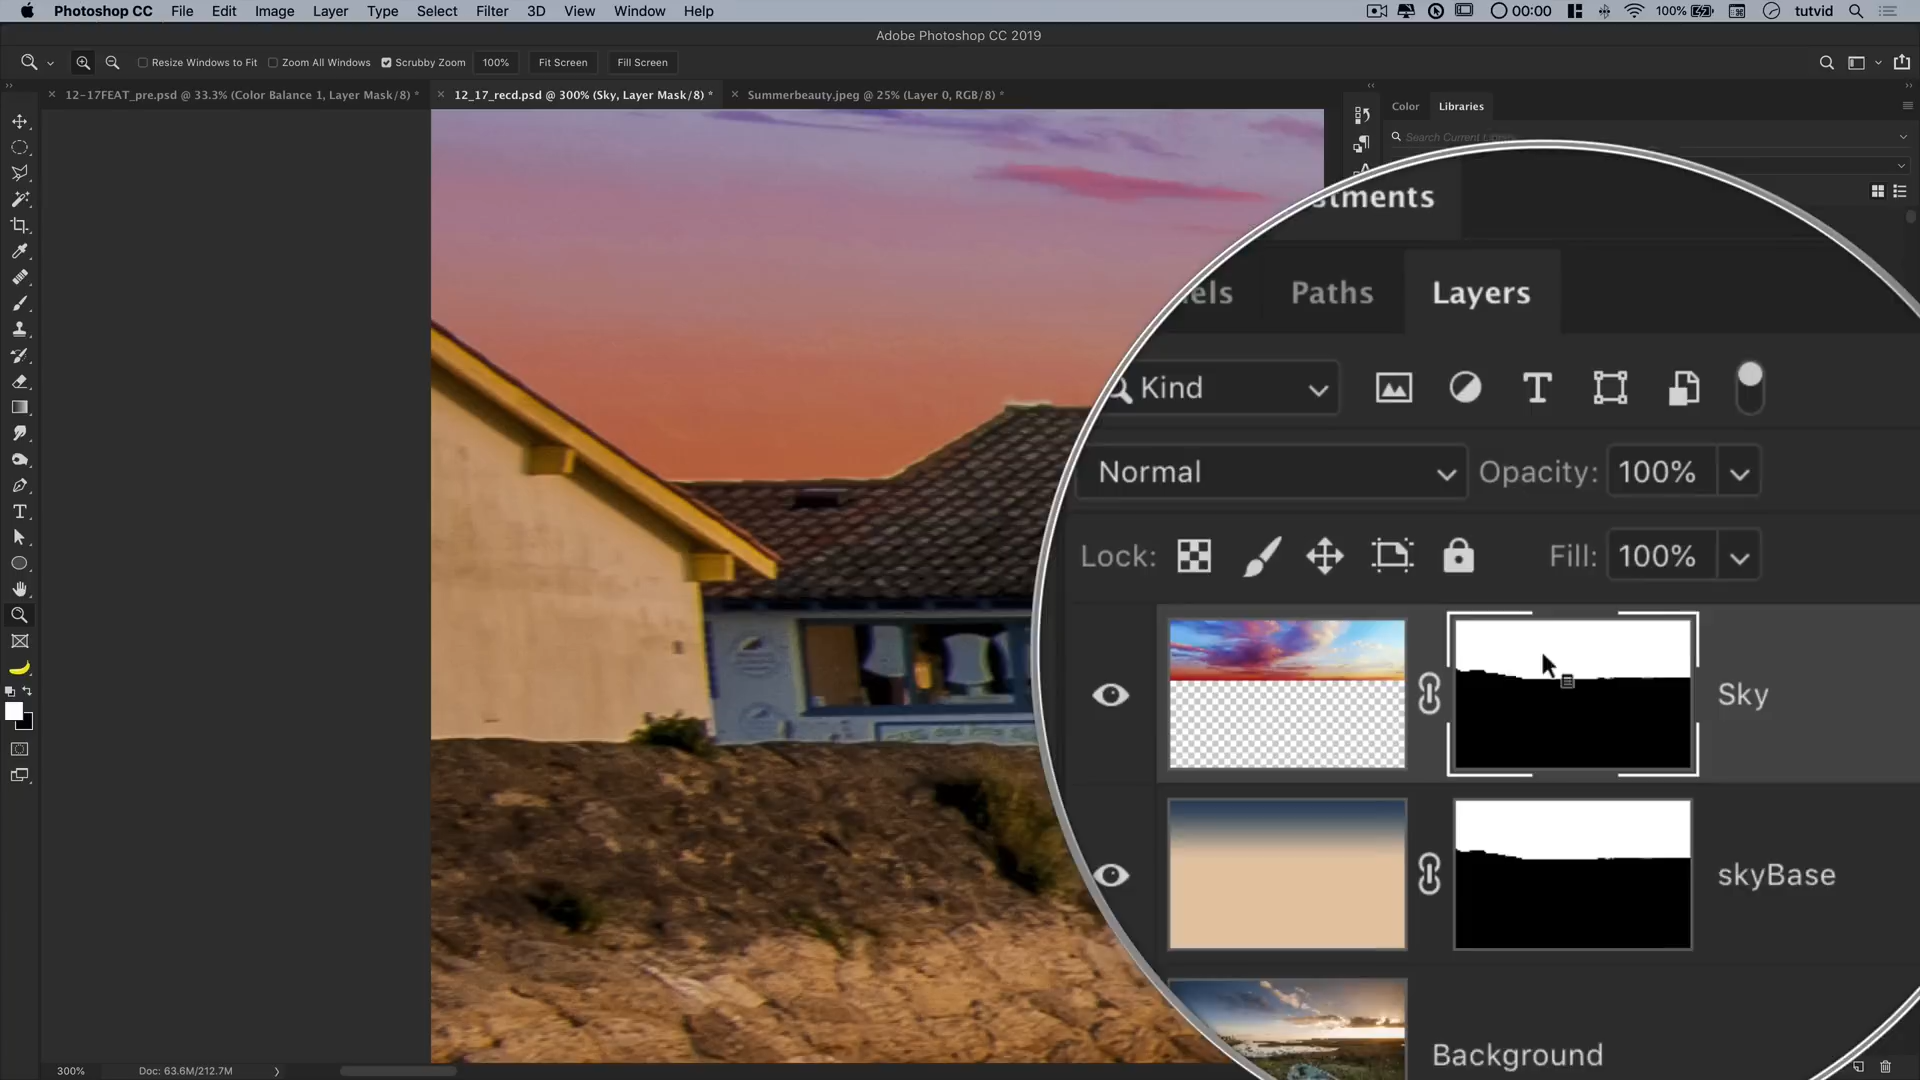 Photoshop CC File Edit Image Layer Type Select Filter 3D View Window Help 00:00 100% tutvid
Adobe Photoshop CC 2019
Resize Windows to Fit Zoom All Windows Scrubby Zoom 100% Fit Screen Fill Screen
12-17FEAT_pre.psd @ 33.3% (Color Balance 1, Layer Mask/8) * 12_17_recd.psd @ 300% (Sky, Layer Mask/8) * Summerbeauty.jpeg @ 25% (Layer 0, RGB/8) *
Color Libraries
Search Current
stments
els Paths Layers
Kind
Normal Opacity: 100%
Lock: Fill: 100%
Sky
skyBase
Background
300% Doc: 63.6M/212.7M